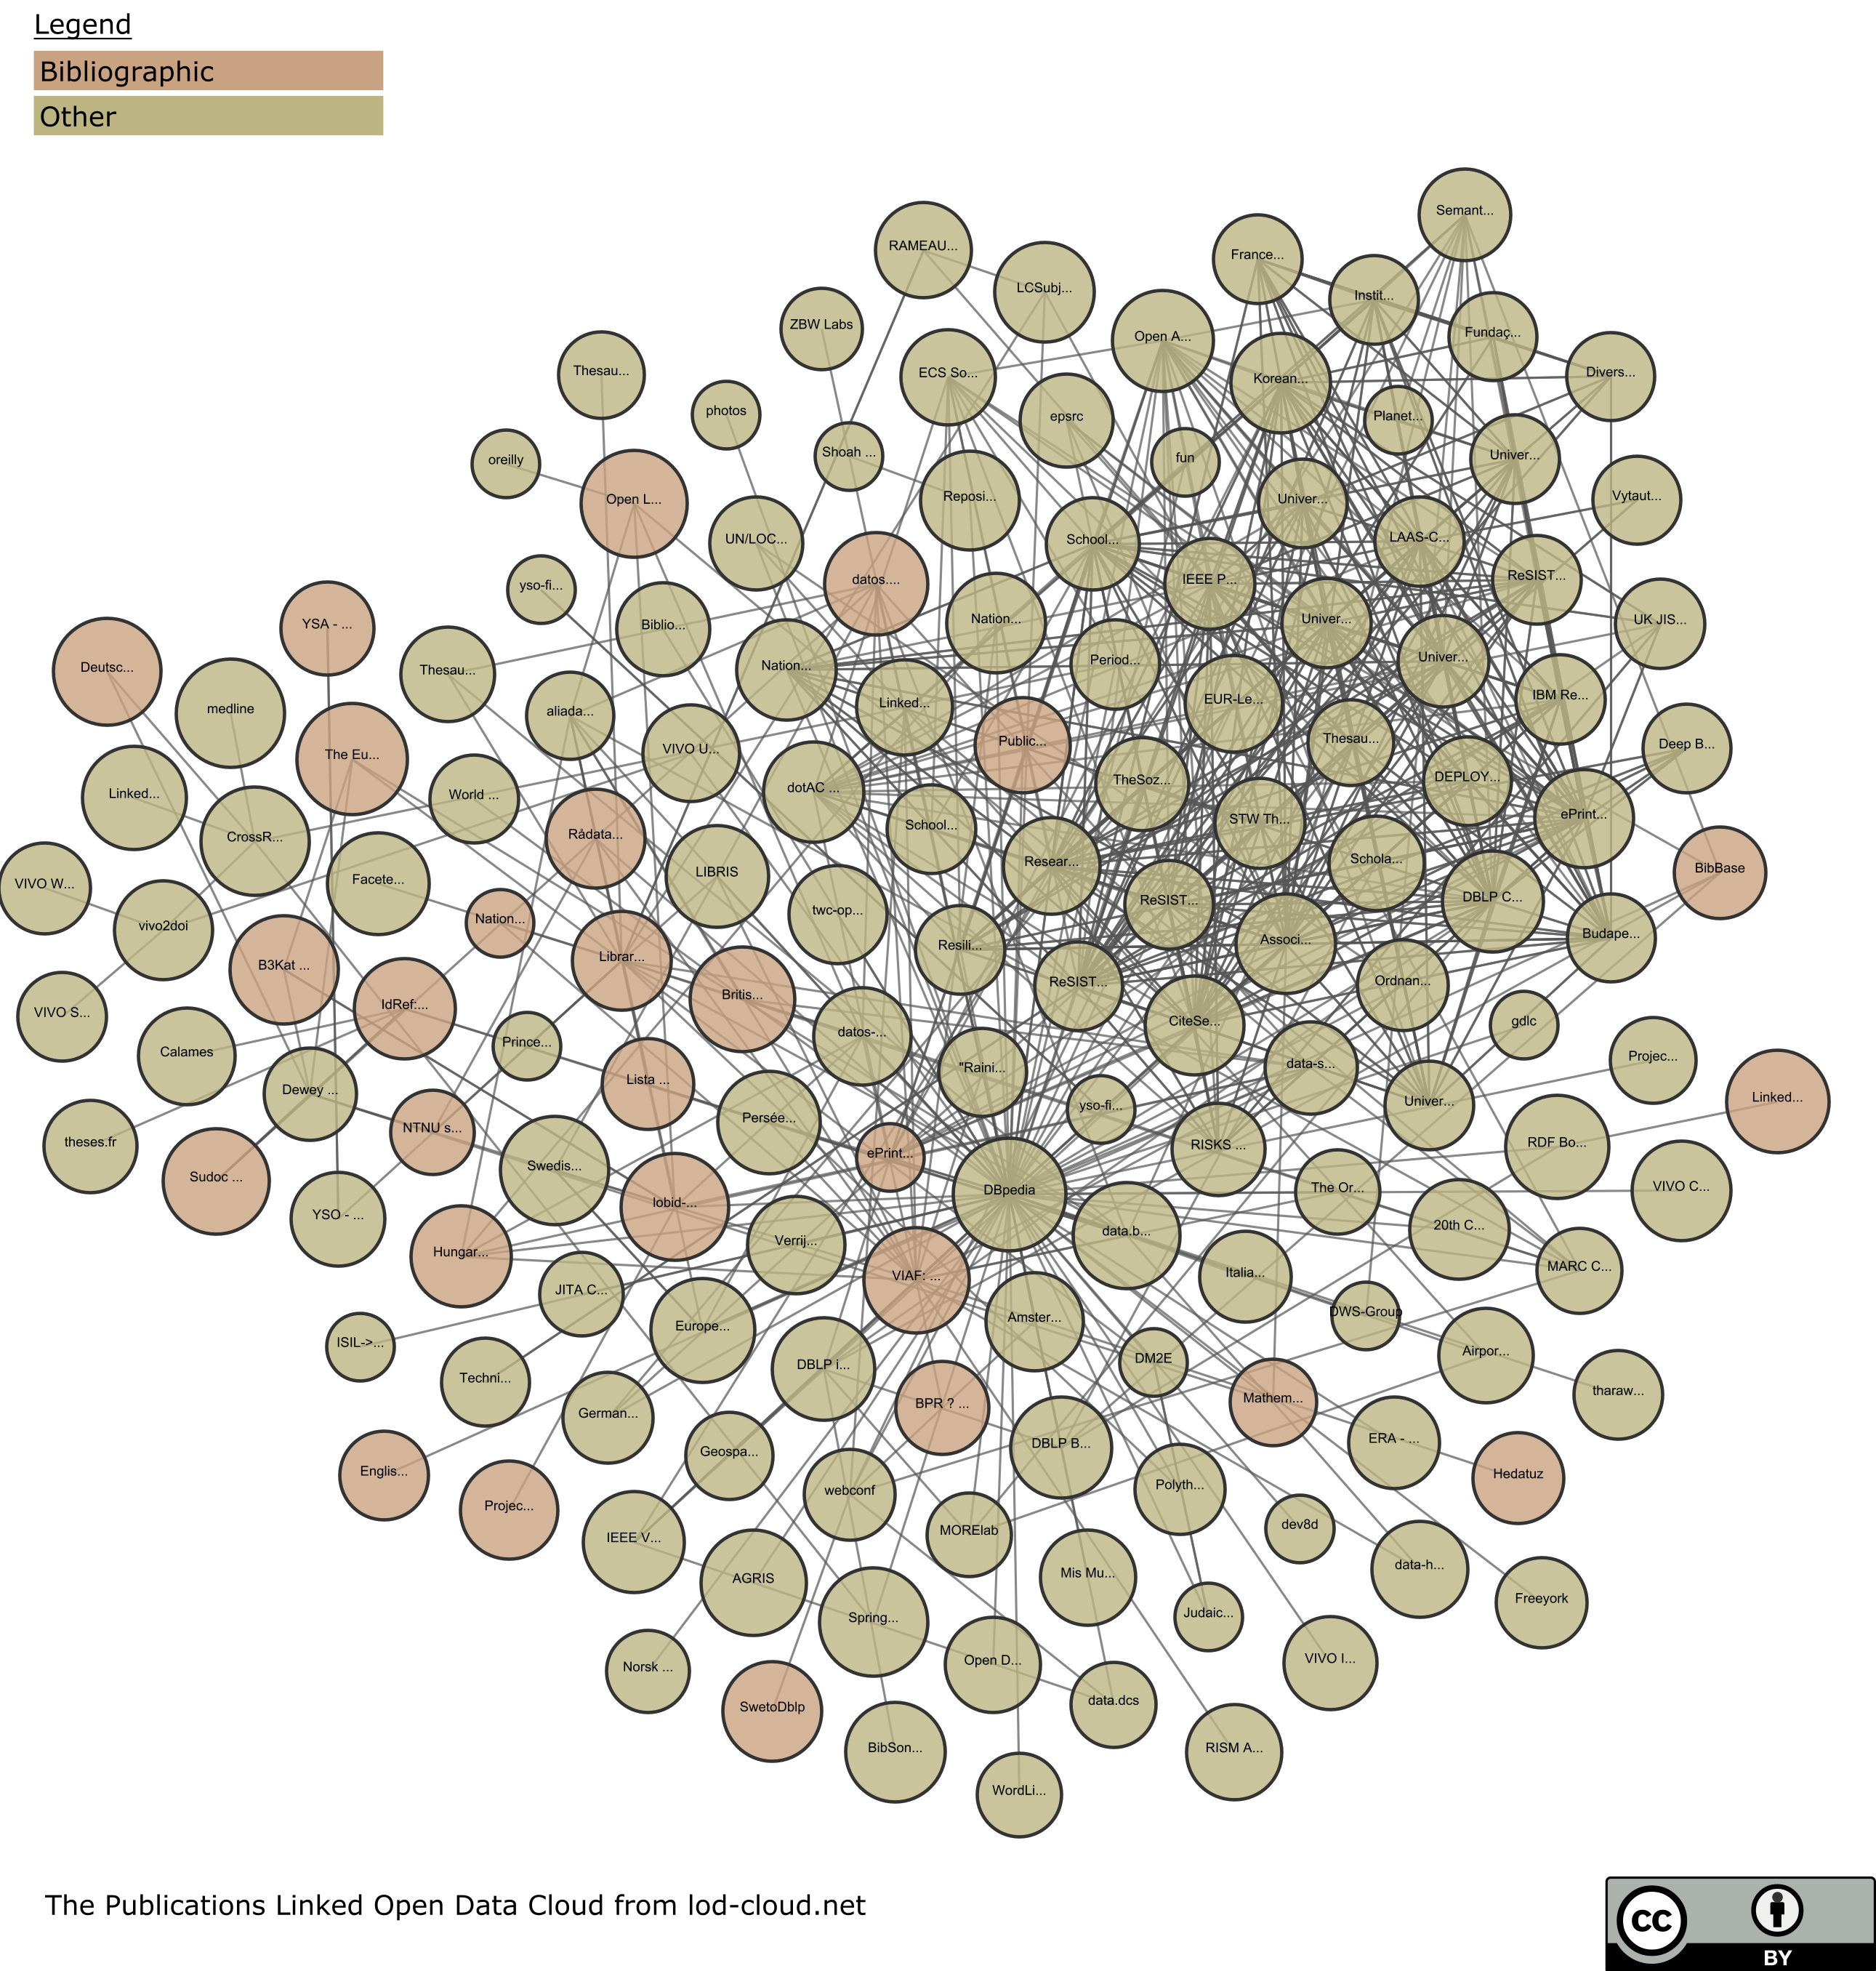 Legend
Bibliographic
Other
Semant...
RAMEAU...
France...
LCSubj...
Instit...
ZBW Labs
Open A...
Fundaç...
Thesau...
ECS So...
Korean...
Divers...
photos
epsrc
Planet...
oreilly
Shoah ...
fun
Univer...
Open L...
Reposi...
Univer...
Vytaut...
UN/LOC...
School...
LAAS-C...
yso-fi...
datos....
IEEE P...
ReSIST...
YSA - ...
Biblio...
Nation...
Univer...
UK JIS...
Deutsc...
Thesau...
Nation...
Period...
Univer...
medline
aliada...
Linked...
EUR-Le...
IBM Re...
The Eu...
VIVO U...
Public...
Thesau...
Deep B...
Linked...
World ...
dotAC ...
TheSoz...
DEPLOY...
CrossR...
Rådata...
School...
STW Th...
ePrint...
VIVO W...
Facete...
LIBRIS
Resear...
Schola...
BibBase
vivo2doi
Nation...
twc-op...
ReSIST...
DBLP C...
B3Kat ...
Librar...
Resili...
Associ...
Budape...
VIVO S...
IdRef:...
Britis...
ReSIST...
Ordnan...
Calames
Prince...
datos-...
CiteSe...
gdlc
Dewey ...
Lista ...
"Raini...
data-s...
Projec...
theses.fr
NTNU s...
Persée...
yso-fi...
Univer...
Linked...
Sudoc ...
Swedis...
ePrint...
RISKS ...
RDF Bo...
YSO - ...
lobid-...
DBpedia
The Or...
VIVO C...
Hungar...
Verrij...
data.b...
20th C...
JITA C...
VIAF: ...
Italia...
MARC C...
ISIL->...
Europe...
Amster...
DWS-Group
Techni...
DBLP i...
DM2E
Airpor...
German...
BPR ? ...
Mathem...
tharaw...
Englis...
Geospa...
DBLP B...
ERA - ...
Projec...
webconf
Polyth...
Hedatuz
IEEE V...
MORElab
dev8d
AGRIS
Mis Mu...
data-h...
Spring...
Judaic...
Freeyork
Norsk ...
Open D...
VIVO I...
SwetoDblp
data.dcs
BibSon...
RISM A...
WordLi...
The Publications Linked Open Data Cloud from lod-cloud.net
cc
BY